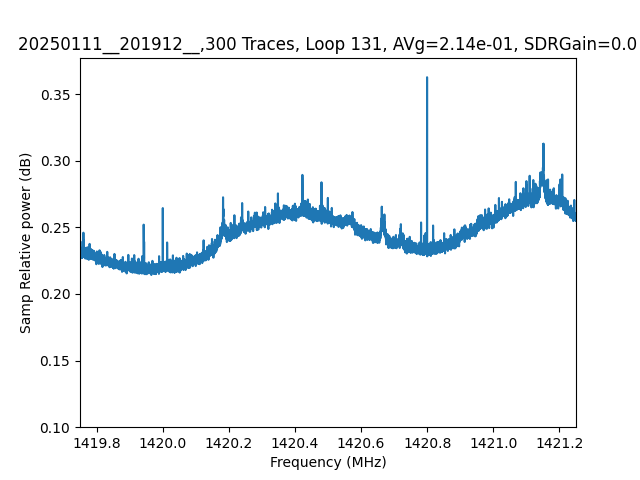 20250111__201912__,300 Traces, Loop 131, AVg=2.14e-01, SDRGain=0.0
Samp Relative power (dB)
0.35
0.30
0.25
0.20
0.15
0.10
1419.8 1420.0 1420.2 1420.4 1420.6 1420.8 1421.0 1421.2
Frequency (MHz)